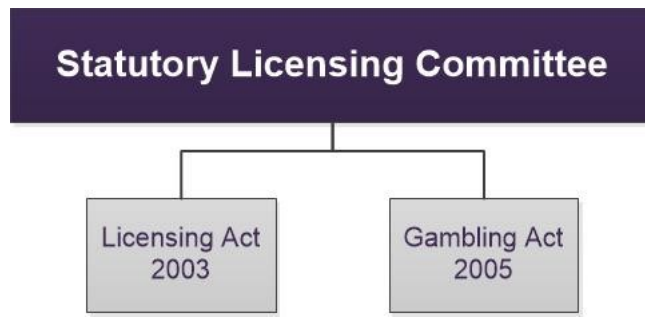 Statutory Licensing Committee
Licensing Act
2003
Gambling Act
2005